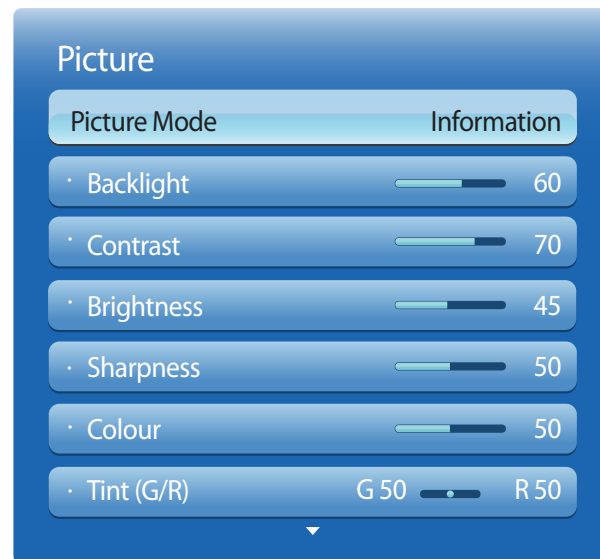 Picture
Picture Mode Information
· Backlight 60
· Contrast 70
· Brightness 45
· Sharpness 50
· Colour 50
· Tint (G/R) G 50 R 50